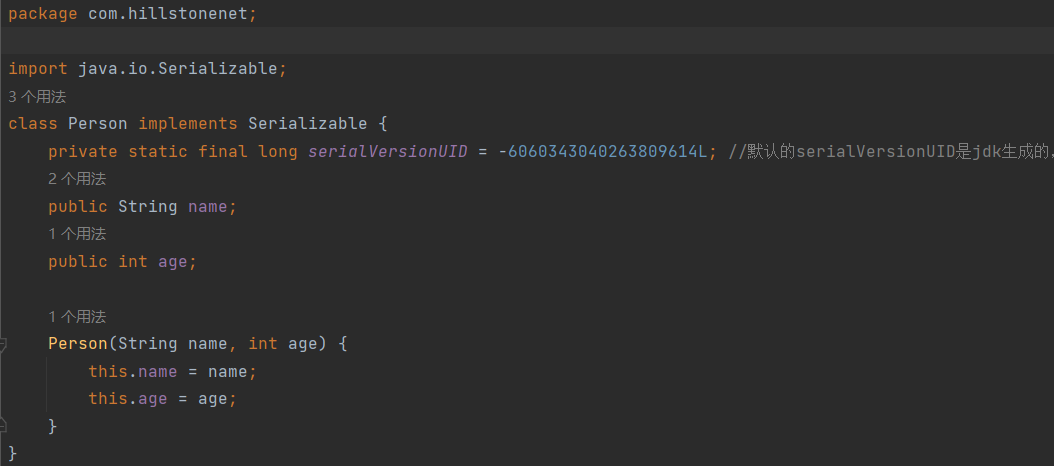 package com.hillstonenet;
import java.io.Serializable;
3 个用法
class Person implements Serializable {
private static final long serialVersionUID = -6060343040263809614L; //默认的serialVersionUID是jdk生成的,
2 个用法
public String name;
1 个用法
public int age;
1 个用法
Person(String name, int age) {
this.name = name;
this.age = age;
}
}